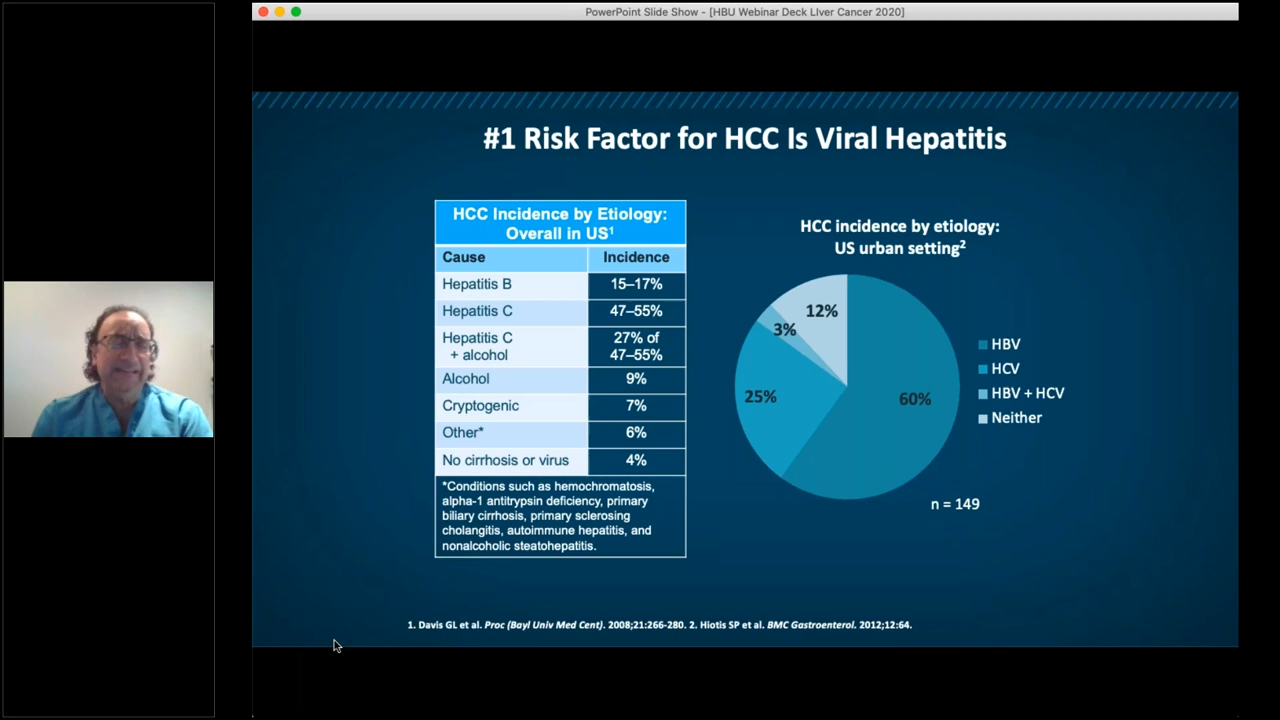 PowerPoint Slide Show - [HBU Webinar Deck LIver Cancer 2020]
#1 Risk Factor for HCC Is Viral Hepatitis
HCC Incidence by Etiology:
Overall in US¹
Cause Incidence
Hepatitis B 15–17%
Hepatitis C 47–55%
Hepatitis C
+ alcohol
27% of
47–55%
Alcohol 9%
Cryptogenic 7%
Other* 6%
No cirrhosis or virus 4%
*Conditions such as hemochromatosis,
alpha-1 antitrypsin deficiency, primary
biliary cirrhosis, primary sclerosing
cholangitis, autoimmune hepatitis, and
nonalcoholic steatohepatitis.
HCC incidence by etiology:
US urban setting²
12%
3%
25%
60%
HBV
HCV
HBV + HCV
Neither
n = 149
1. Davis GL et al. Proc (Bayl Univ Med Cent). 2008;21:266-280. 2. Hiotis SP et al. BMC Gastroenterol. 2012;12:64.